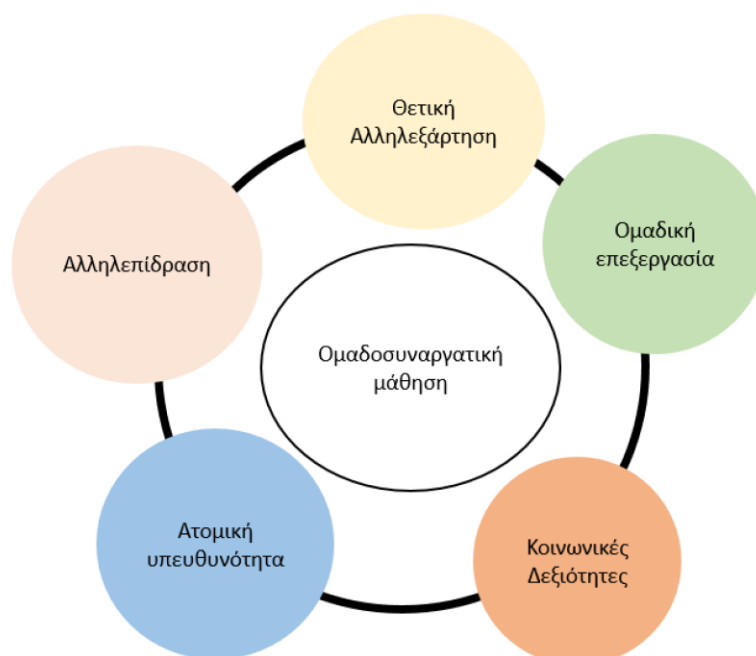 Θετική
Αλληλεξάρτηση
Ομαδική
επεξεργασία
Αλληλεπίδραση
Ομαδοσυναργατική
μάθηση
Ατομική
υπευθυνότητα
Κοινωνικές
Δεξιότητες